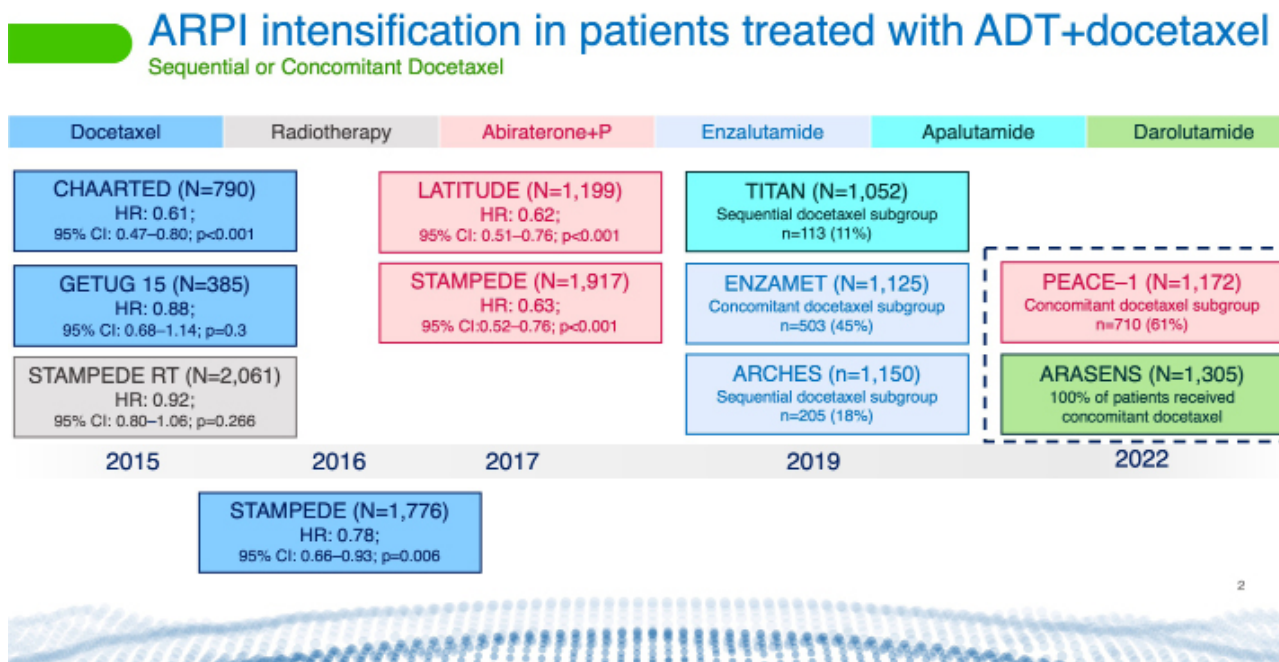 ARPI intensification in patients treated with ADT+docetaxel
Sequential or Concomitant Docetaxel
Docetaxel
Radiotherapy
Abiraterone+P
Enzalutamide
Apalutamide
Darolutamide
CHAARTED (N=790)
HR: 0.61;
95% CI: 0.47–0.80; p<0.001
GETUG 15 (N=385)
HR: 0.88;
95% CI: 0.68–1.14; p=0.3
STAMPEDE RT (N=2,061)
HR: 0.92;
95% CI: 0.80–1.06; p=0.266
LATITUDE (N=1,199)
HR: 0.62;
95% CI: 0.51–0.76; p<0.001
STAMPEDE (N=1,917)
HR: 0.63;
95% CI:0.52–0.76; p<0.001
TITAN (N=1,052)
Sequential docetaxel subgroup
n=113 (11%)
ENZAMET (N=1,125)
Concomitant docetaxel subgroup
n=503 (45%)
ARCHES (n=1,150)
Sequential docetaxel subgroup
n=205 (18%)
PEACE–1 (N=1,172)
Concomitant docetaxel subgroup
n=710 (61%)
ARASENS (N=1,305)
100% of patients received
concomitant docetaxel
2015
2016
2017
2019
2022
STAMPEDE (N=1,776)
HR: 0.78;
95% CI: 0.66–0.93; p=0.006
2